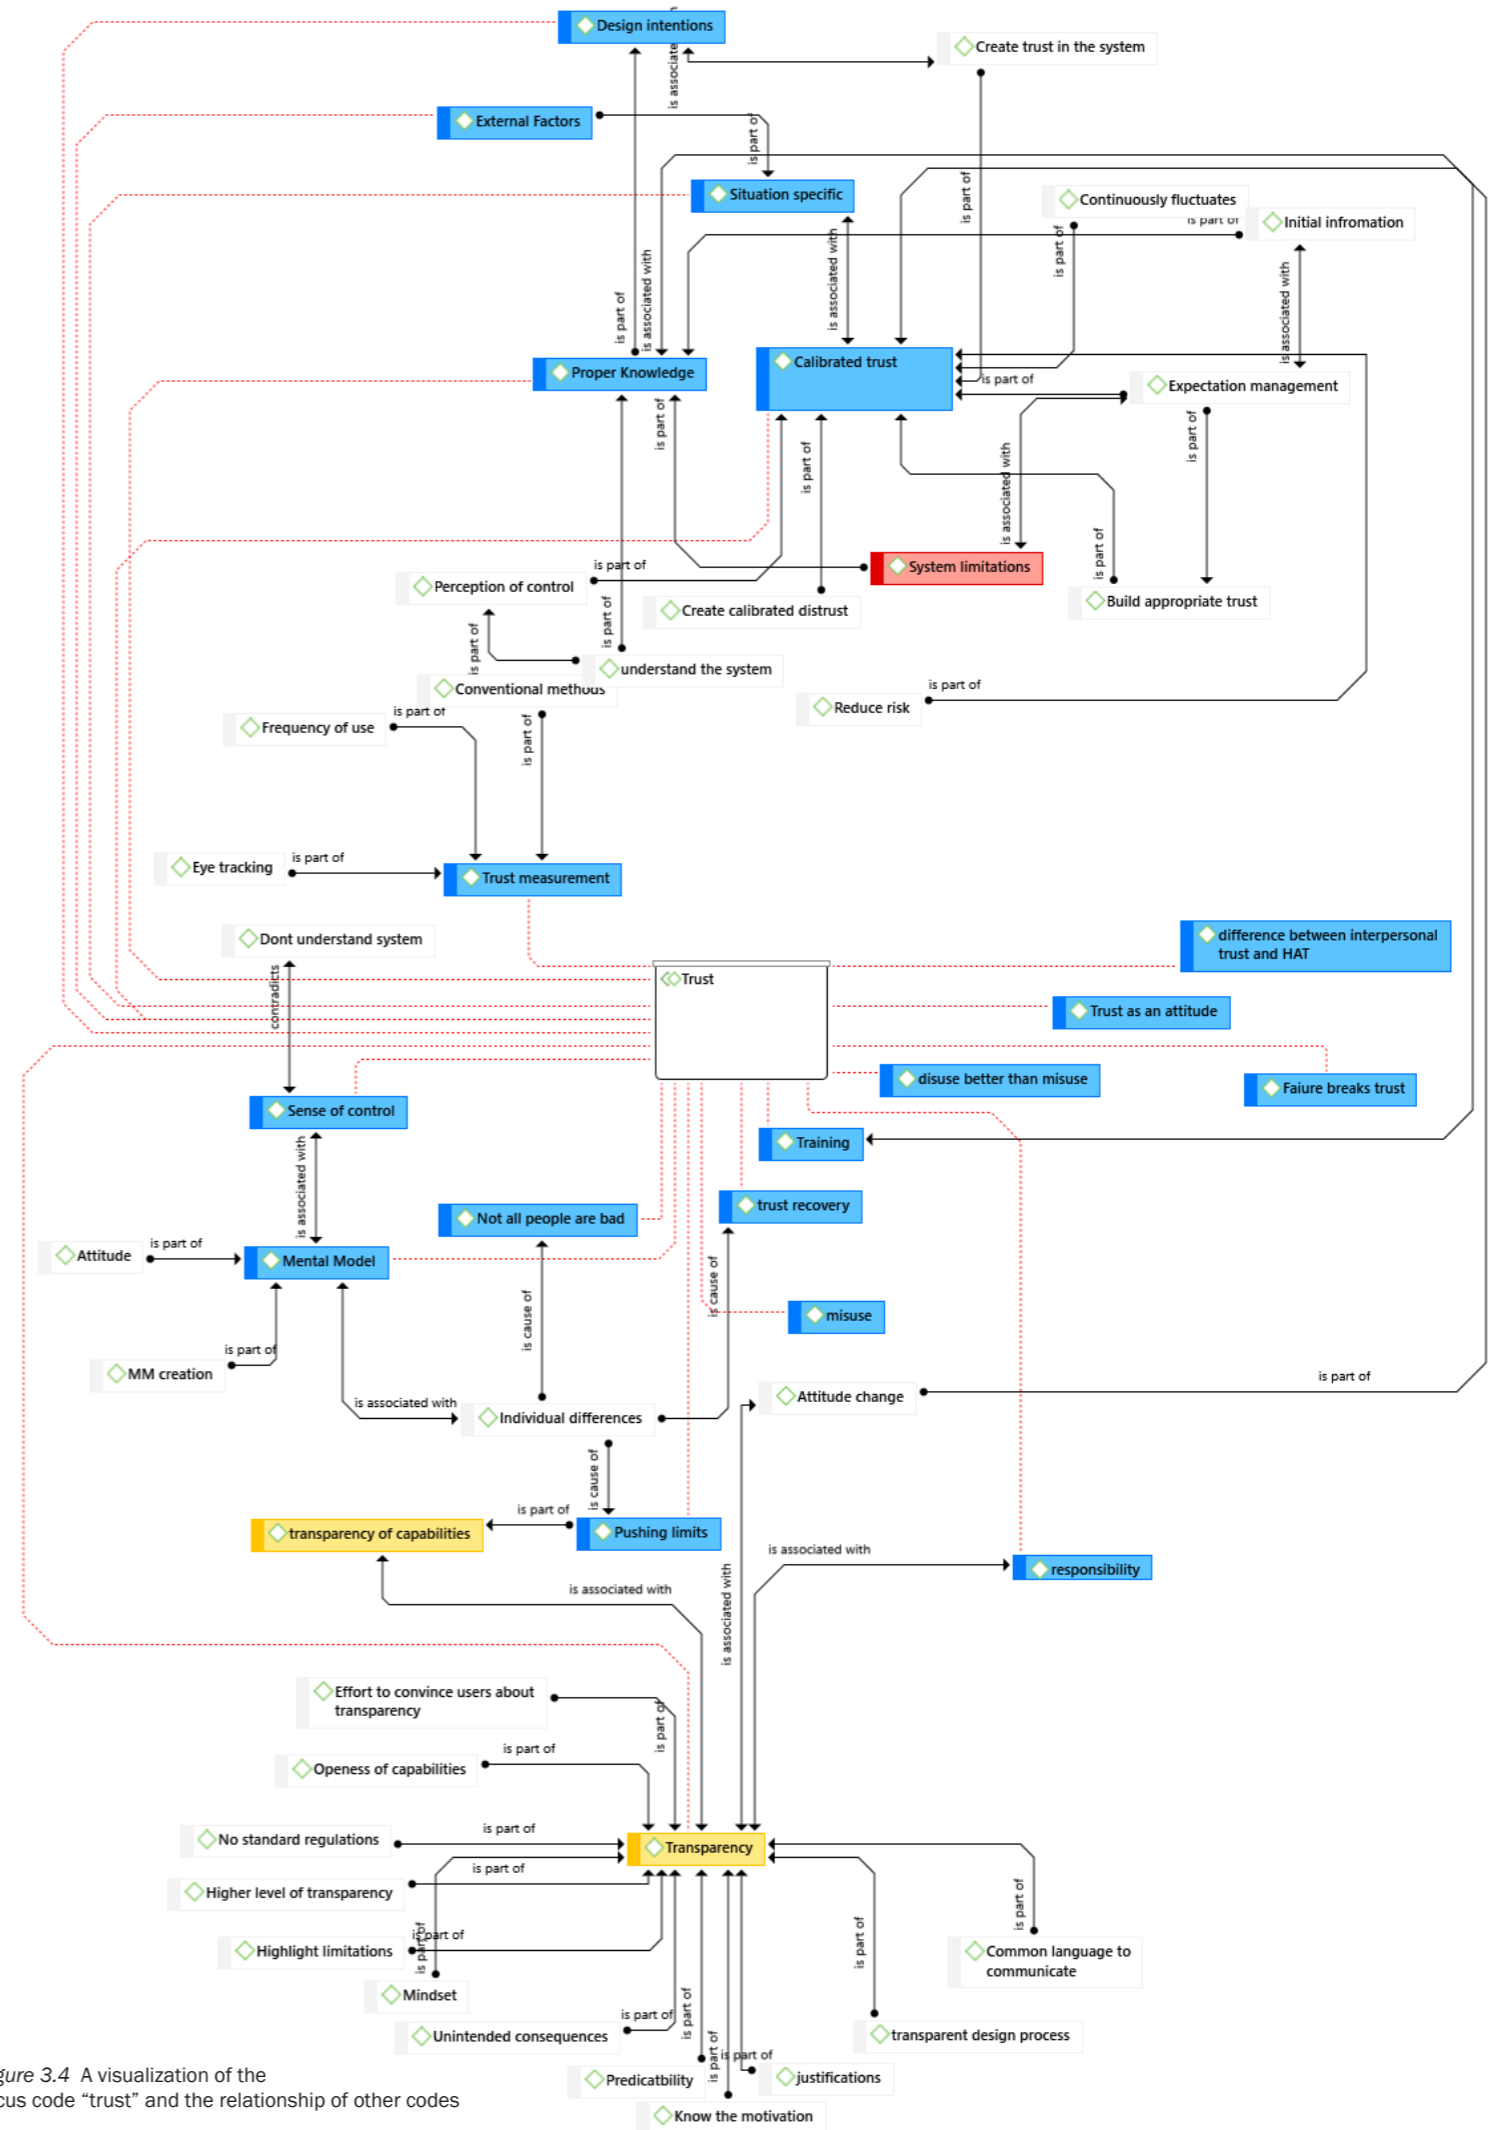 Design intentions
is associate
Create trust in the system
External Factors
is part of
Situation specific
is part of
Continuously fluctuates
is part of
Initial infromation
is part of
is associated with
is part of
is associated with
is associated with
Proper Knowledge
Calibrated trust
is part of
Expectation management
is part of
is part of
is part of
is associated with
is part of
System limitations
is part of
Perception of control
Create calibrated distrust
Build appropriate trust
is part of
is part of
understand the system
Conventional methods
is part of
Reduce risk
is part of
Frequency of use
is part of
Eye tracking
is part of
Trust measurement
Dont understand system
difference between interpersonal
trust and HAT
contradicts
Trust
Trust as an attitude
disuse better than misuse
Faiure breaks trust
Sense of control
Training
is associated with
trust recovery
Not all people are bad
Attitude
is part of
Mental Model
is cause of
is cause of
misuse
MM creation
is part of
is associated with
Individual differences
Attitude change
is part of
is cause of
transparency of capabilities
is part of
Pushing limits
is associated with
responsibility
is associated with
is associated with
Effort to convince users about
transparency
is part of
Openess of capabilities
is part of
No standard regulations
is part of
Transparency
is part of
Higher level of transparency
is part of
Highlight limitations
is part of
is part of
Mindset
is part of
Common language to
communicate
Unintended consequences
is part of
is part of
transparent design process
is part of
is part of
Predicatbility
justifications
Know the motivation
gure 3.4 A visualization of the
cus code “trust” and the relationship of other codes